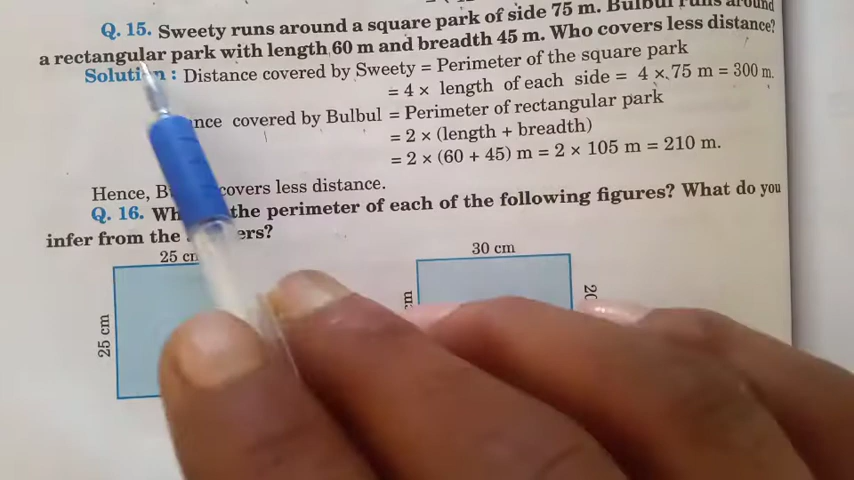 Q. 15. Sweety runs around a square park of side 75 m. Bulbul runs around
a rectangular park with length 60 m and breadth 45 m. Who covers less distance?
Solution : Distance covered by Sweety = Perimeter of the square park
= 4 × length of each side = 4 × 75 m = 300 m.
covered by Bulbul = Perimeter of rectangular park
= 2 × (length + breadth)
= 2 × (60 + 45) m = 2 × 105 m = 210 m.
Hence, covers less distance.
Q. 16. the perimeter of each of the following figures? What do you
infer from the
25 cm
30 cm
25 cm